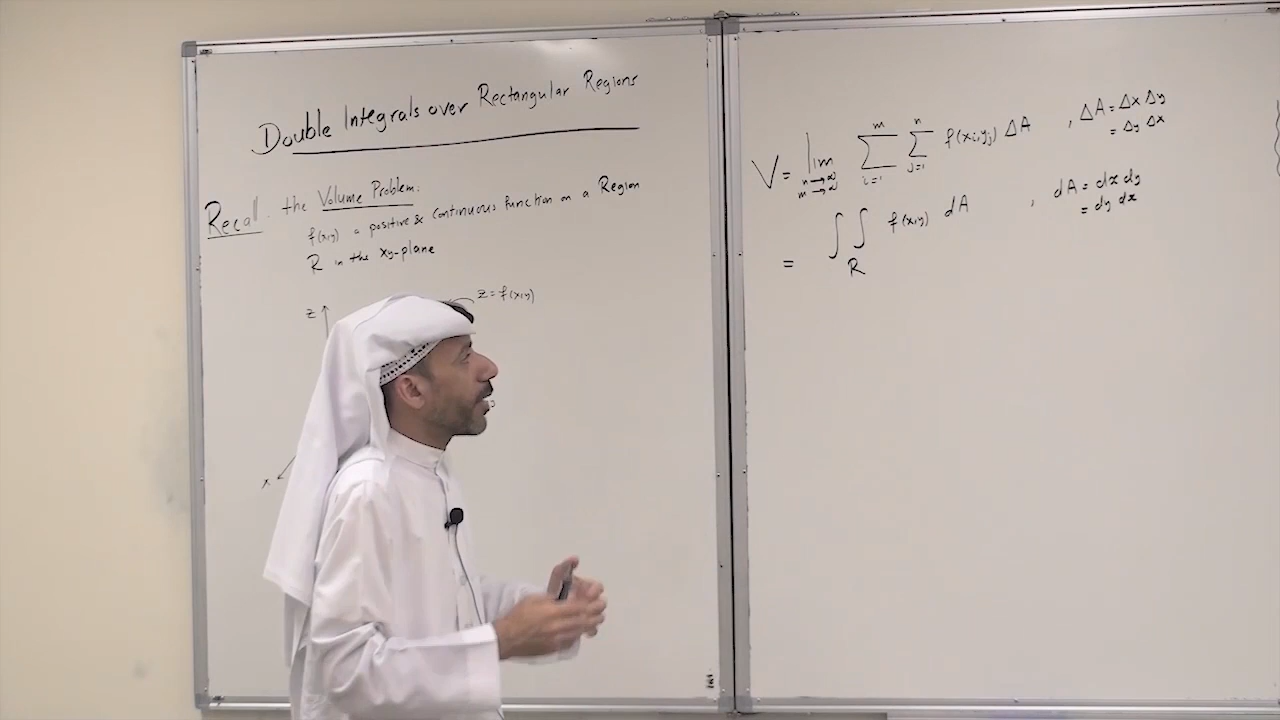 Double Integrals over Rectangular Regions
Recall the Volume Problem:
f(x,y) a positive & continuous function on a Region
R in the xy-plane
z
z = f(x,y)
x
V = lim n→∞ m→∞ ∑ i=1 m ∑ j=1 n f(xi,yj) ΔA , ΔA = Δx Δy
= Δy Δx
= ∫∫ R f(x,y) dA , dA = dx dy
= dy dx